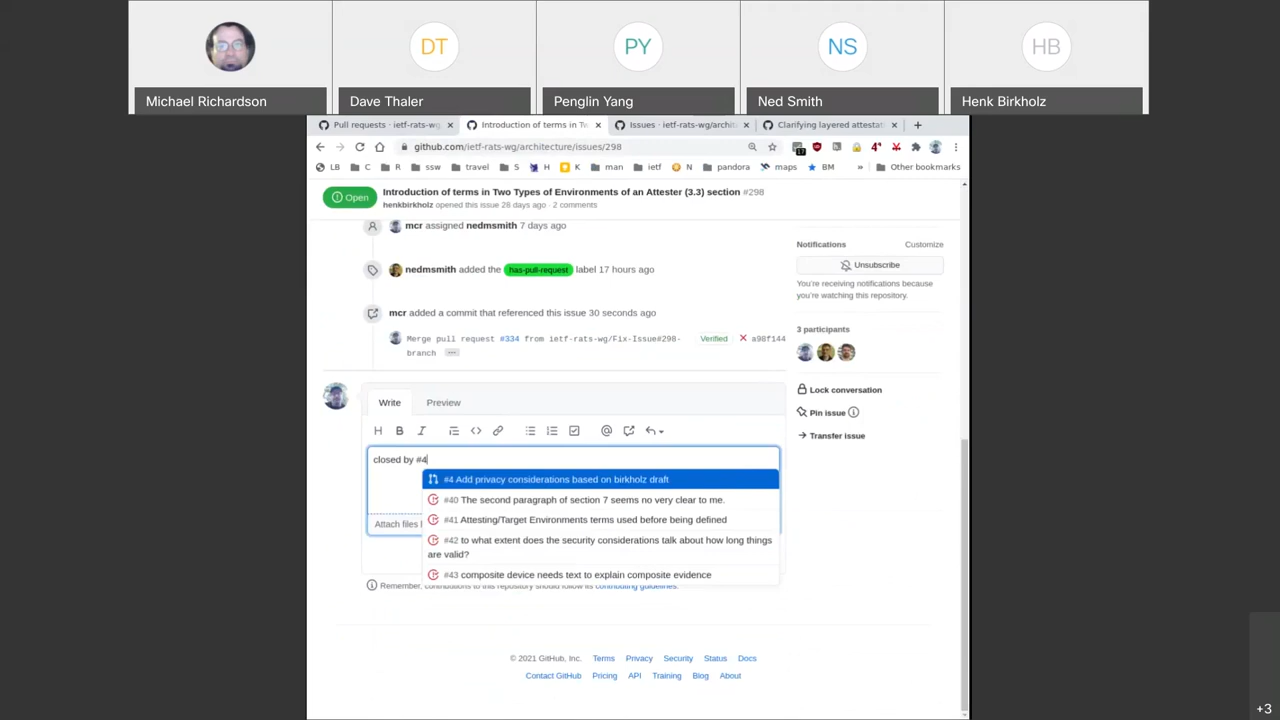 DT
PY
NS
HB
Michael Richardson
Dave Thaler
Penglin Yang
Ned Smith
Henk Birkholz
Pull requests · ietf-rats-wg
Introduction of terms in Tw
Issues · ietf-rats-wg/archite
Clarifying layered attestati
github.com/ietf-rats-wg/architecture/issues/298
LB
C
R
ssw
travel
S
H
K
man
ietf
N
pandora
maps
BM
»
Other bookmarks
Open
Introduction of terms in Two Types of Environments of an Attester (3.3) section #298
henkbirkholz opened this issue 28 days ago · 2 comments
mcr assigned nedmsmith 7 days ago
nedmsmith added the has-pull-request label 17 hours ago
mcr added a commit that referenced this issue 30 seconds ago
Merge pull request #334 from ietf-rats-wg/Fix-Issue#298-
branch
Verified
a98f144
Notifications
Customize
Unsubscribe
You're receiving notifications because
you're watching this repository.
3 participants
Lock conversation
Pin issue
Transfer issue
Write
Preview
closed by #4
#4 Add privacy considerations based on birkholz draft
#40 The second paragraph of section 7 seems no very clear to me.
#41 Attesting/Target Environments terms used before being defined
#42 to what extent does the security considerations talk about how long things
are valid?
#43 composite device needs text to explain composite evidence
Attach files
Remember, contributions to this repository should follow its contributing guidelines.
© 2021 GitHub, Inc.
Terms
Privacy
Security
Status
Docs
Contact GitHub
Pricing
API
Training
Blog
About
+3